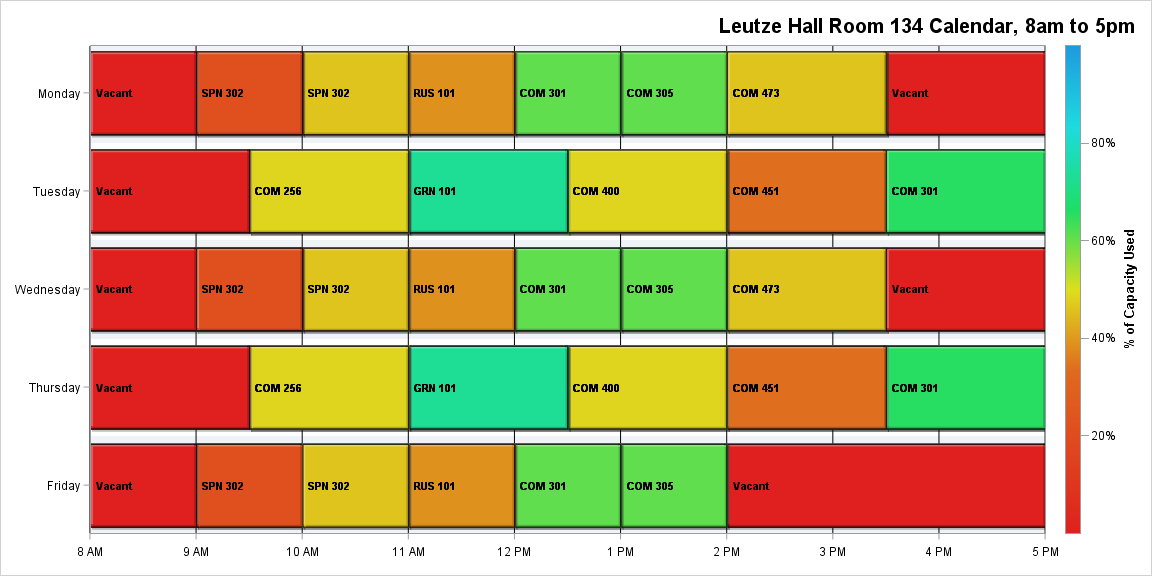 Leutze Hall Room 134 Calendar, 8am to 5pm
Monday
Vacant
SPN 302
SPN 302
RUS 101
COM 301
COM 305
COM 473
Vacant
Tuesday
Vacant
COM 256
GRN 101
COM 400
COM 451
COM 301
Wednesday
Vacant
SPN 302
SPN 302
RUS 101
COM 301
COM 305
COM 473
Vacant
Thursday
Vacant
COM 256
GRN 101
COM 400
COM 451
COM 301
Friday
Vacant
SPN 302
SPN 302
RUS 101
COM 301
COM 305
Vacant
8 AM
9 AM
10 AM
11 AM
12 PM
1 PM
2 PM
3 PM
4 PM
5 PM
80%
60%
40%
20%
% of Capacity Used